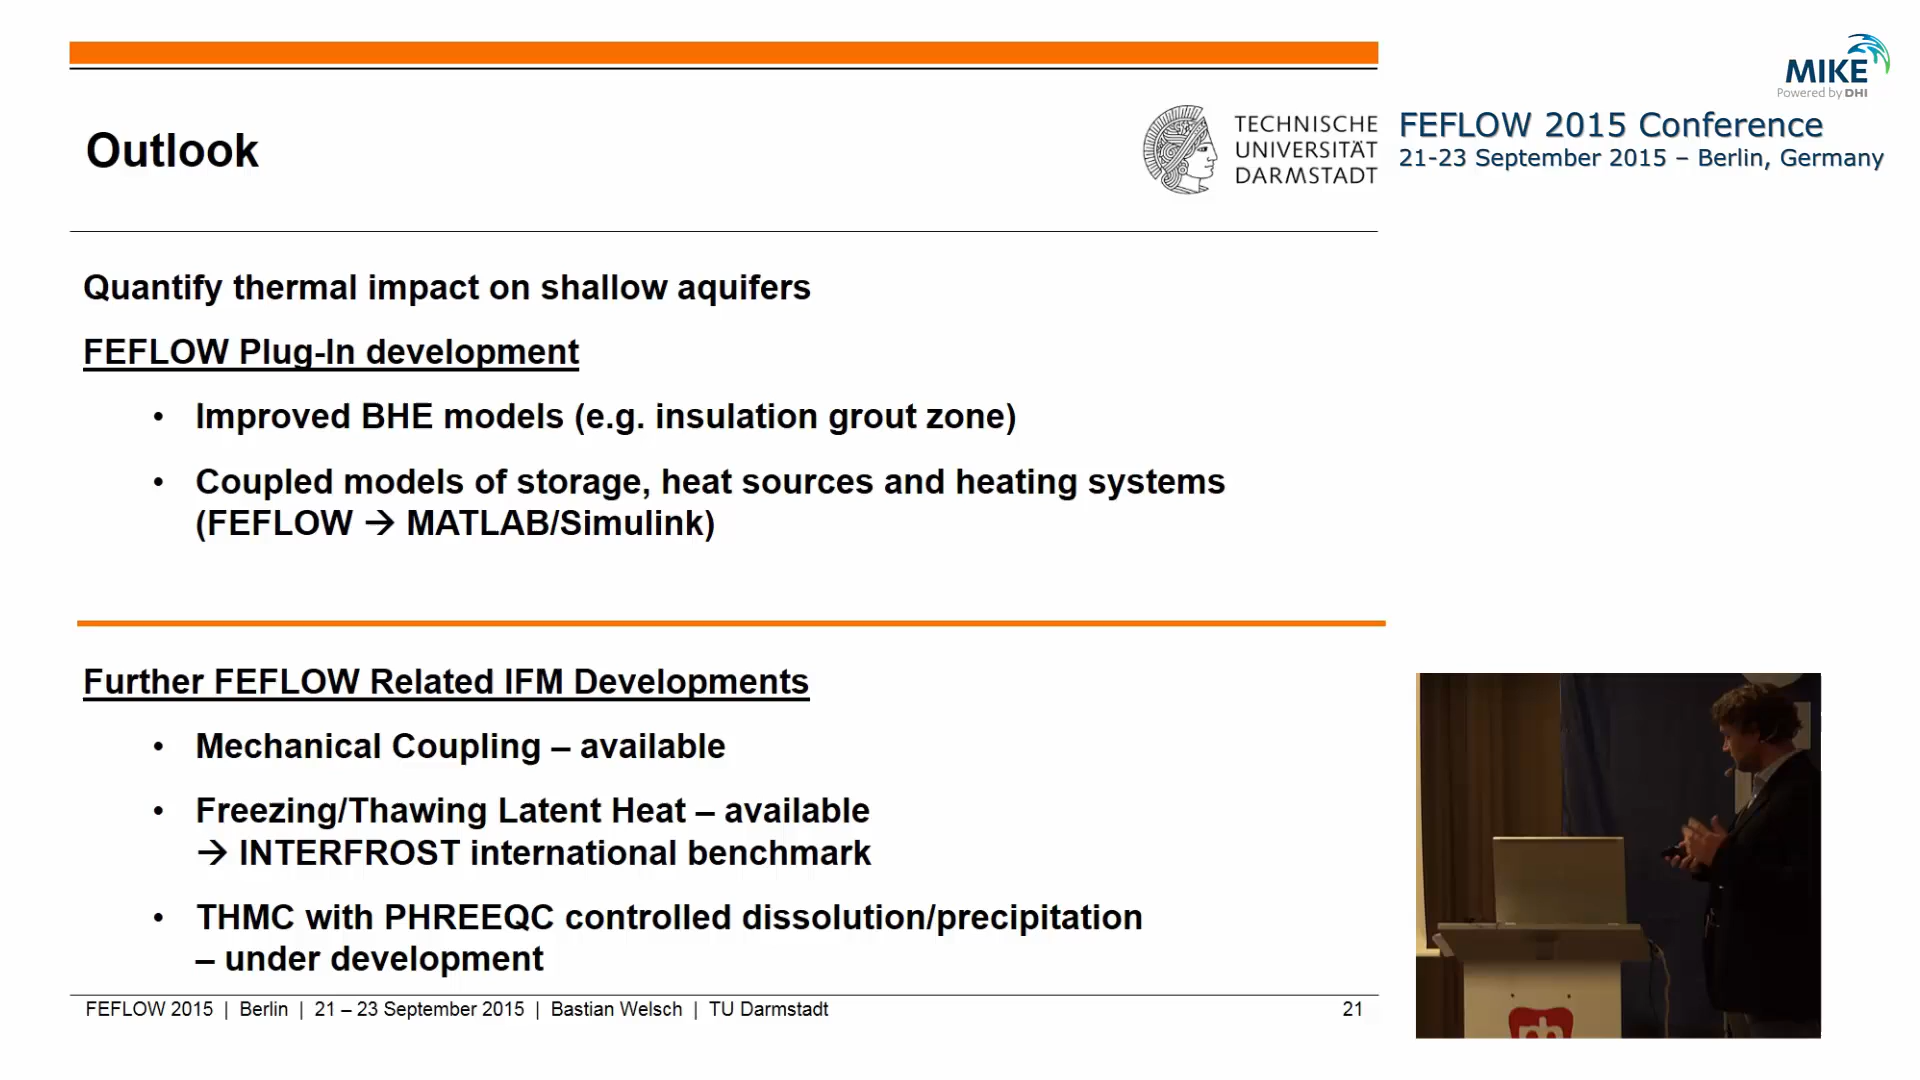 MIKE
Powered by DHI
Outlook
TECHNISCHE
UNIVERSITÄT
DARMSTADT
FEFLOW 2015 Conference
21-23 September 2015 – Berlin, Germany
Quantify thermal impact on shallow aquifers
FEFLOW Plug-In development
• Improved BHE models (e.g. insulation grout zone)
• Coupled models of storage, heat sources and heating systems
(FEFLOW → MATLAB/Simulink)
Further FEFLOW Related IFM Developments
• Mechanical Coupling – available
• Freezing/Thawing Latent Heat – available
→ INTERFROST international benchmark
• THMC with PHREEQC controlled dissolution/precipitation
– under development
FEFLOW 2015 | Berlin | 21 – 23 September 2015 | Bastian Welsch | TU Darmstadt
21